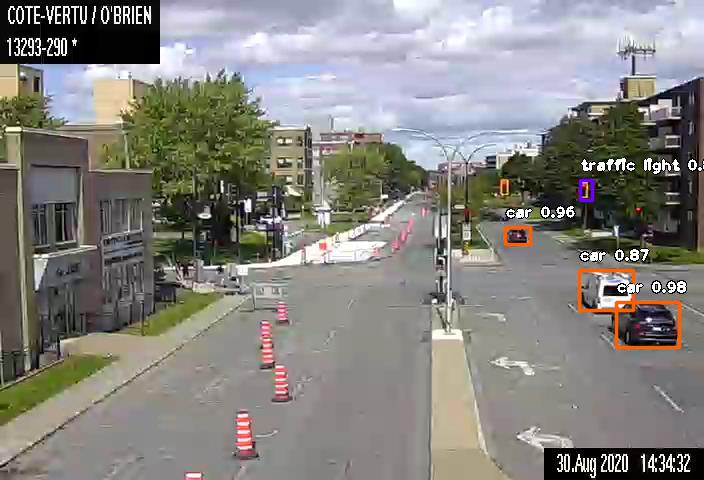 COTE-VERTU / O'BRIEN
13293-290 *
traffic light 0.
car 0.96
car 0.87
car 0.98
30.Aug 2020 14:34:32